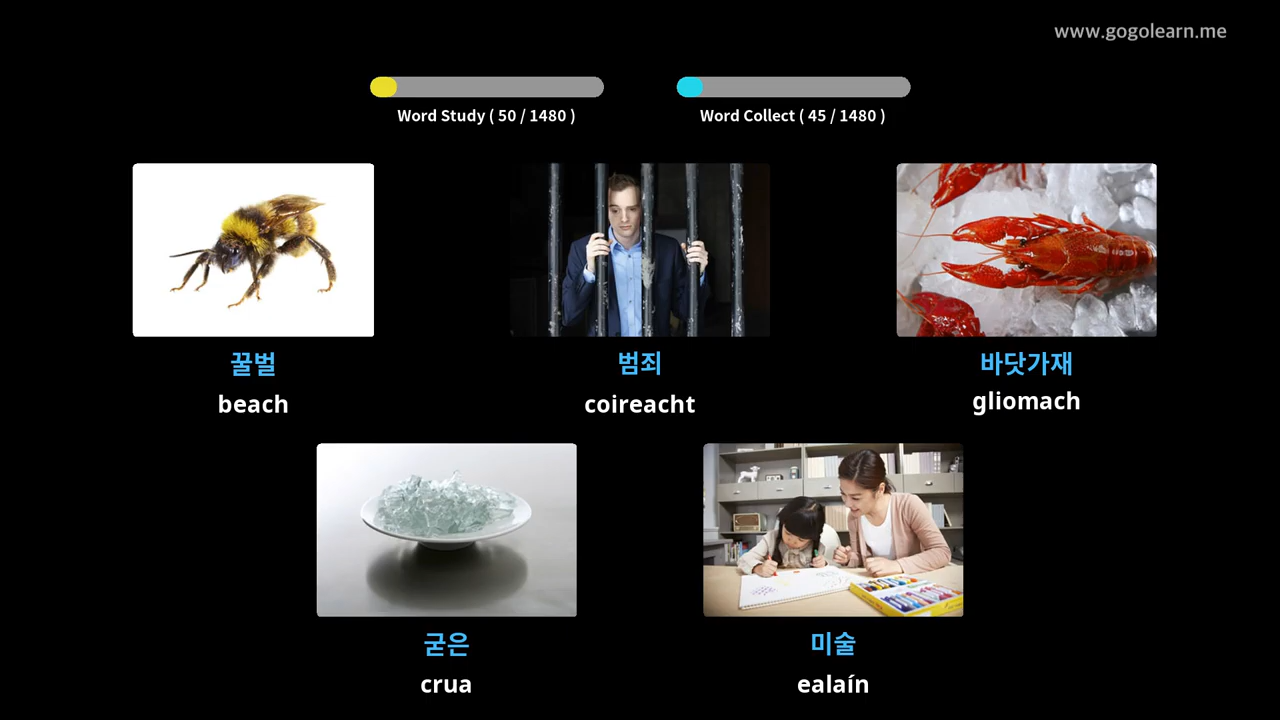 www.gogolearn.me
Word Study ( 50 / 1480 )
Word Collect ( 45 / 1480 )
꿀벌
beach
범죄
coireacht
바닷가재
gliomach
굳은
crua
미술
ealaín